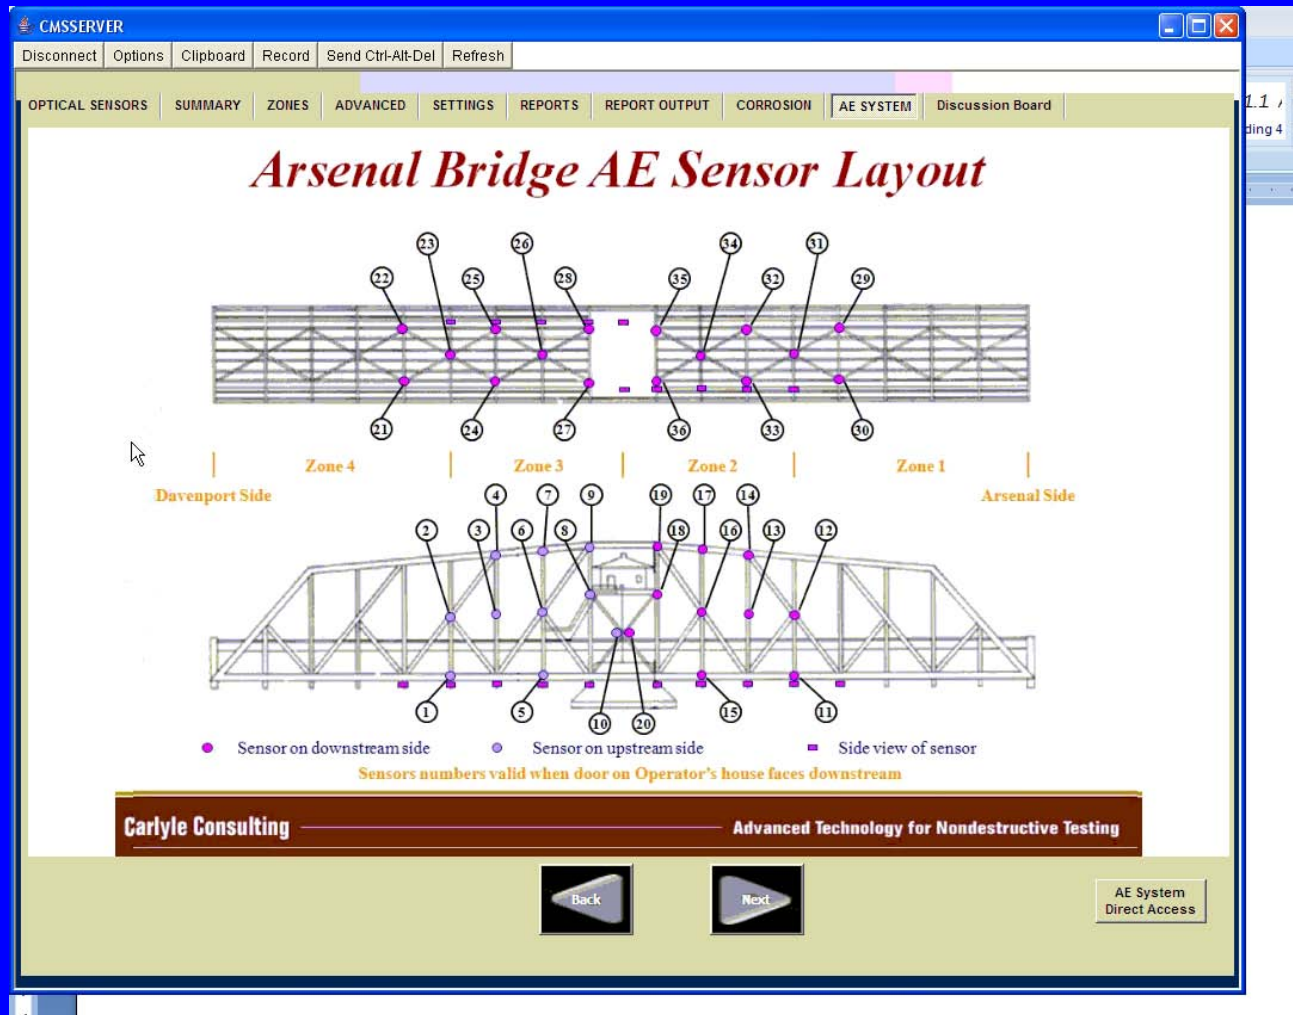 CMSSERVER
Disconnect Options Clipboard Record Send Ctrl-Alt-Del Refresh
OPTICAL SENSORS SUMMARY ZONES ADVANCED SETTINGS REPORTS REPORT OUTPUT CORROSION AE SYSTEM Discussion Board
1.1
ding 4
Arsenal Bridge AE Sensor Layout
23 26 34 31
22 25 28 35 32 29
21 24 27 36 33 30
Zone 4 Zone 3 Zone 2 Zone 1
Davenport Side Arsenal Side
4 7 9 19 17 14
2 3 6 8 18 16 13 12
1 5 10 20 15 11
Sensor on downstream side Sensor on upstream side Side view of sensor
Sensors numbers valid when door on Operator's house faces downstream
Carlyle Consulting Advanced Technology for Nondestructive Testing
Back Next
AE System
Direct Access